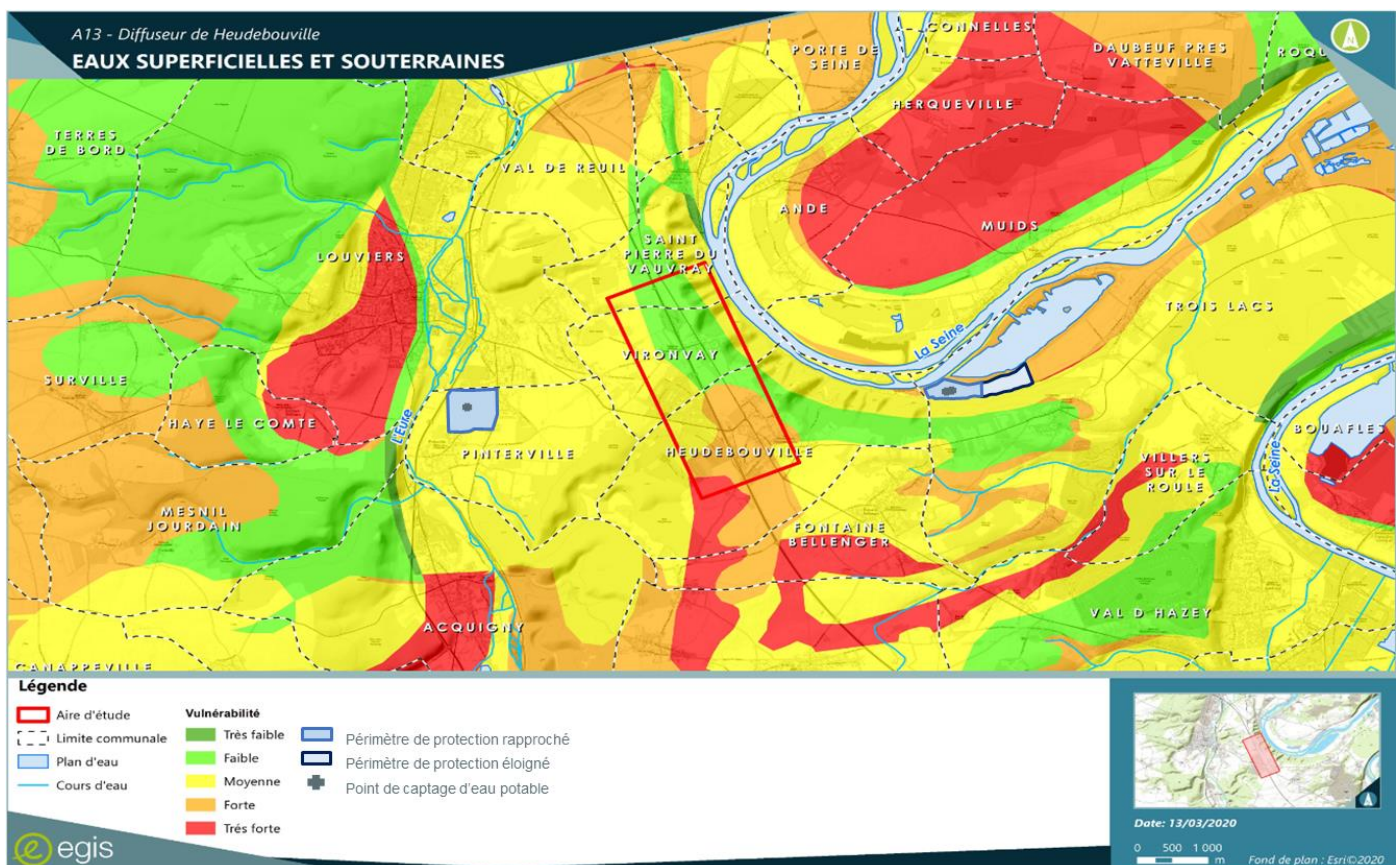 A13 - Diffuseur de Heudebouville
EAUX SUPERFICIELLES ET SOUTERRAINES
CONNELLES
PORTE DE
SEINE
DAUBEUF PRES
VATTEVILLE
ROQU
HERQUEVILLE
TERRES
DE BORD
VAL DE REUIL
ANDE
MUIDS
SAINT
PIERRE DU
VAUVRAY
LOUVIERS
TROIS LACS
La Seine
VIRONVAY
SURVILLE
HAYE LE COMTE
L'Eure
PINTERVILLE
HEUDEBOUVILLE
La Seine
BOUAFLES
VILLERS
SUR LE
ROULE
MESNIL
JOURDAIN
FONTAINE
BELLENGER
VAL D HAZEY
ACQUIGNY
CANAPPEVILLE
Légende
Aire d'étude
Limite communale
Plan d'eau
Cours d'eau
Vulnérabilité
Très faible
Faible
Moyenne
Forte
Trés forte
Périmètre de protection rapproché
Périmètre de protection éloigné
Point de captage d'eau potable
egis
Date: 13/03/2020
0 500 1 000
m
Fond de plan : Esri©2020